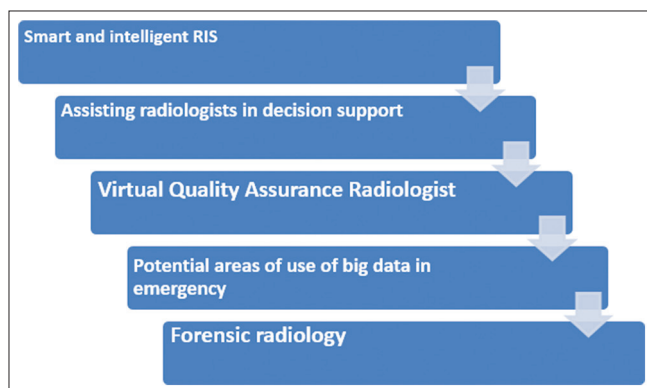 Smart and intelligent RIS
Assisting radiologists in decision support
Virtual Quality Assurance Radiologist
Potential areas of use of big data in
emergency
Forensic radiology